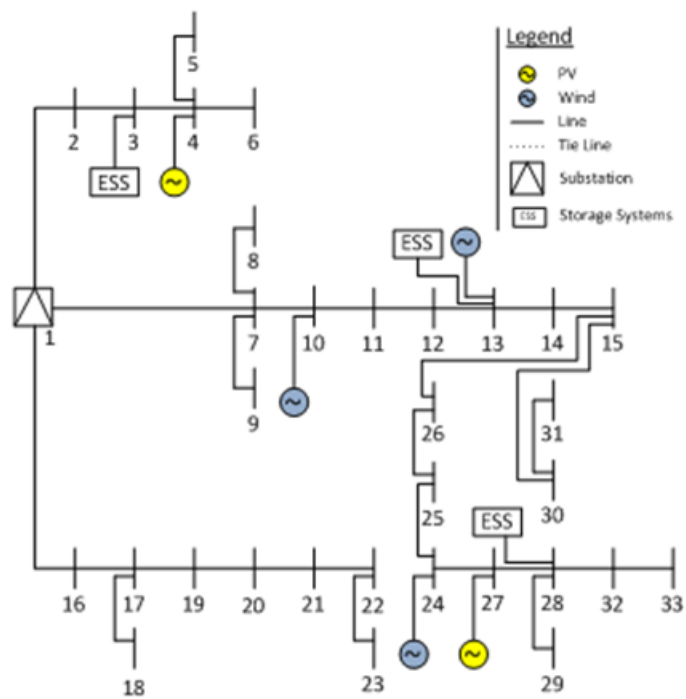 Legend
PV
Wind
Line
Tie Line
Substation
ESS Storage Systems
5
2 3 4 6
ESS
8
ESS
1 7 10 11 12 13 14 15
9
26 31
25 30
ESS
16 17 19 20 21 22 24 27 28 32 33
18 23 29